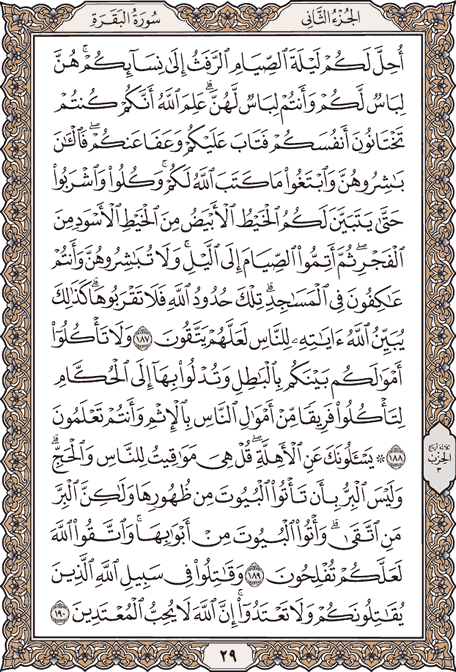 الجزء الثاني
سورة البقرة
أُحِلَّ لَكُمْ لَيْلَةَ ٱلصِّيَامِ ٱلرَّفَثُ إِلَىٰ نِسَآئِكُمْ ۚ هُنَّ
لِبَاسٌ لَّكُمْ وَأَنتُمْ لِبَاسٌ لَّهُنَّ ۗ عَلِمَ ٱللَّهُ أَنَّكُمْ كُنتُمْ
تَخْتَانُونَ أَنفُسَكُمْ فَتَابَ عَلَيْكُمْ وَعَفَا عَنكُمْ ۖ فَٱلْـَٰٔنَ
بَـٰشِرُوهُنَّ وَٱبْتَغُوا۟ مَا كَتَبَ ٱللَّهُ لَكُمْ ۚ وَكُلُوا۟ وَٱشْرَبُوا۟
حَتَّىٰ يَتَبَيَّنَ لَكُمُ ٱلْخَيْطُ ٱلْأَبْيَضُ مِنَ ٱلْخَيْطِ ٱلْأَسْوَدِ مِنَ
ٱلْفَجْرِ ۖ ثُمَّ أَتِمُّوا۟ ٱلصِّيَامَ إِلَى ٱلَّيْلِ ۚ وَلَا تُبَـٰشِرُوهُنَّ وَأَنتُمْ
عَـٰكِفُونَ فِى ٱلْمَسَـٰجِدِ ۗ تِلْكَ حُدُودُ ٱللَّهِ فَلَا تَقْرَبُوهَا ۗ كَذَٰلِكَ
يُبَيِّنُ ٱللَّهُ ءَايَـٰتِهِۦ لِلنَّاسِ لَعَلَّهُمْ يَتَّقُونَ ١٨٧ وَلَا تَأْكُلُوٓا۟
أَمْوَٰلَكُم بَيْنَكُم بِٱلْبَـٰطِلِ وَتُدْلُوا۟ بِهَآ إِلَى ٱلْحُكَّامِ
لِتَأْكُلُوا۟ فَرِيقًا مِّنْ أَمْوَٰلِ ٱلنَّاسِ بِٱلْإِثْمِ وَأَنتُمْ تَعْلَمُونَ
١٨٨ ۞ يَسْـَٔلُونَكَ عَنِ ٱلْأَهِلَّةِ ۖ قُلْ هِىَ مَوَٰقِيتُ لِلنَّاسِ وَٱلْحَجِّ ۗ
وَلَيْسَ ٱلْبِرُّ بِأَن تَأْتُوا۟ ٱلْبُيُوتَ مِن ظُهُورِهَا وَلَـٰكِنَّ ٱلْبِرَّ
مَنِ ٱتَّقَىٰ ۗ وَأْتُوا۟ ٱلْبُيُوتَ مِنْ أَبْوَٰبِهَا ۚ وَٱتَّقُوا۟ ٱللَّهَ
لَعَلَّكُمْ تُفْلِحُونَ ١٨٩ وَقَـٰتِلُوا۟ فِى سَبِيلِ ٱللَّهِ ٱلَّذِينَ
يُقَـٰتِلُونَكُمْ وَلَا تَعْتَدُوٓا۟ ۚ إِنَّ ٱللَّهَ لَا يُحِبُّ ٱلْمُعْتَدِينَ ١٩٠
الحزب
٣
٢٩